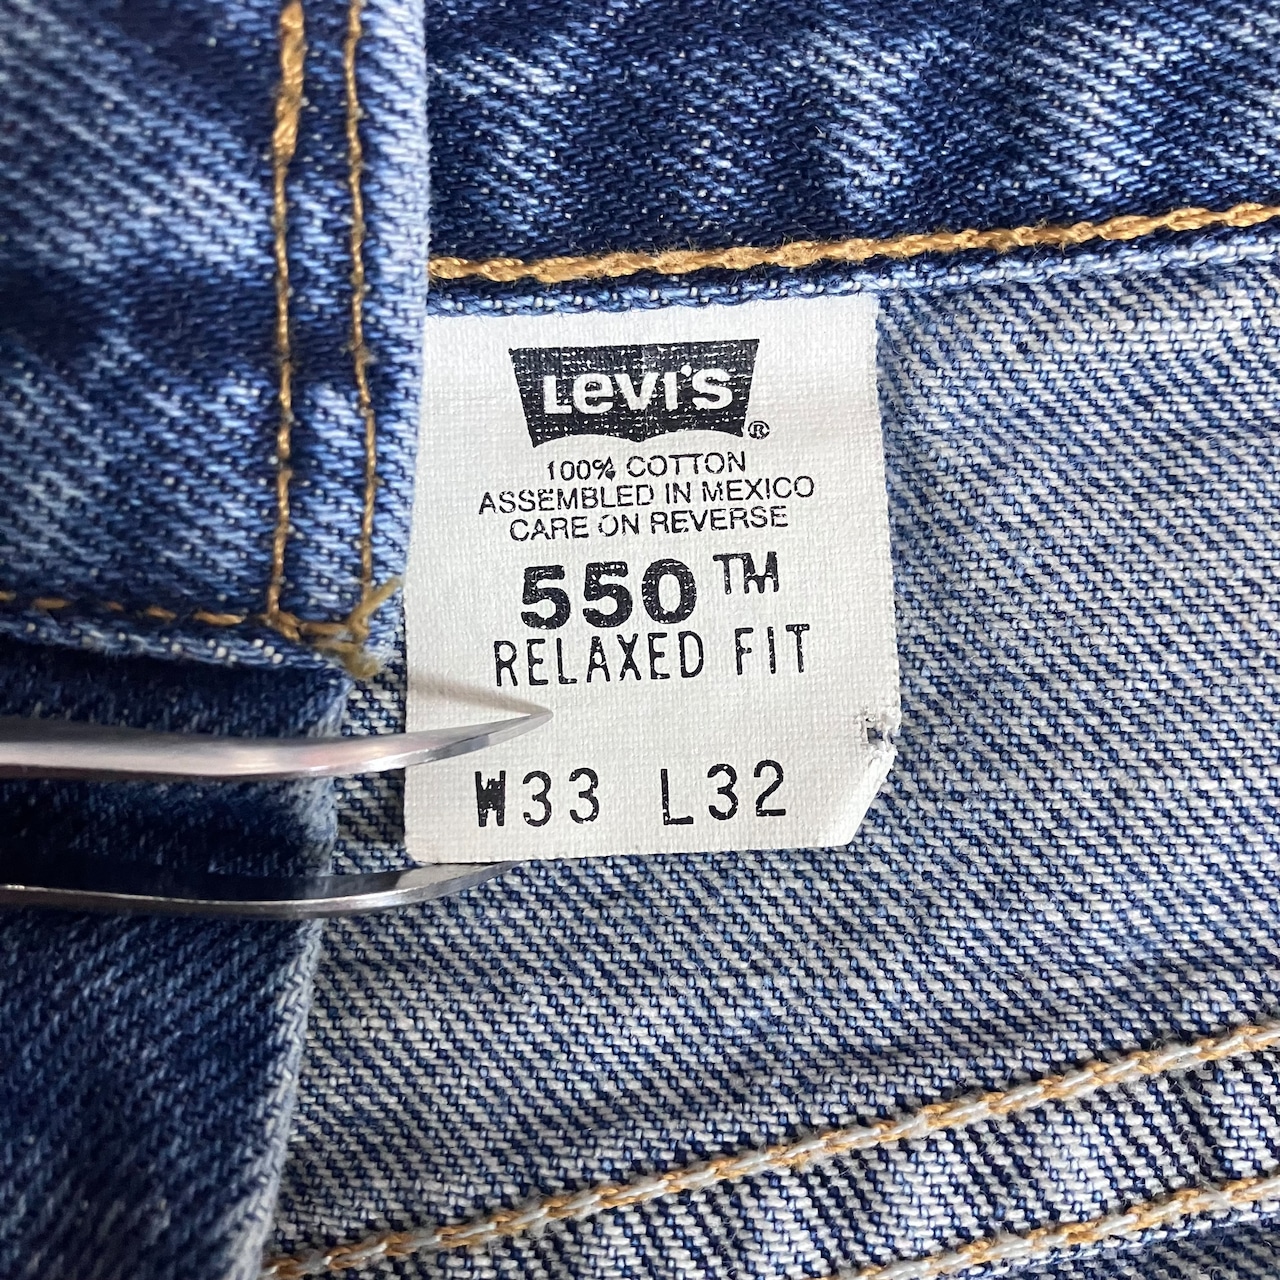 Levi's ®
100% COTTON
ASSEMBLED IN MEXICO
CARE ON REVERSE
550™
RELAXED FIT
W33 L32